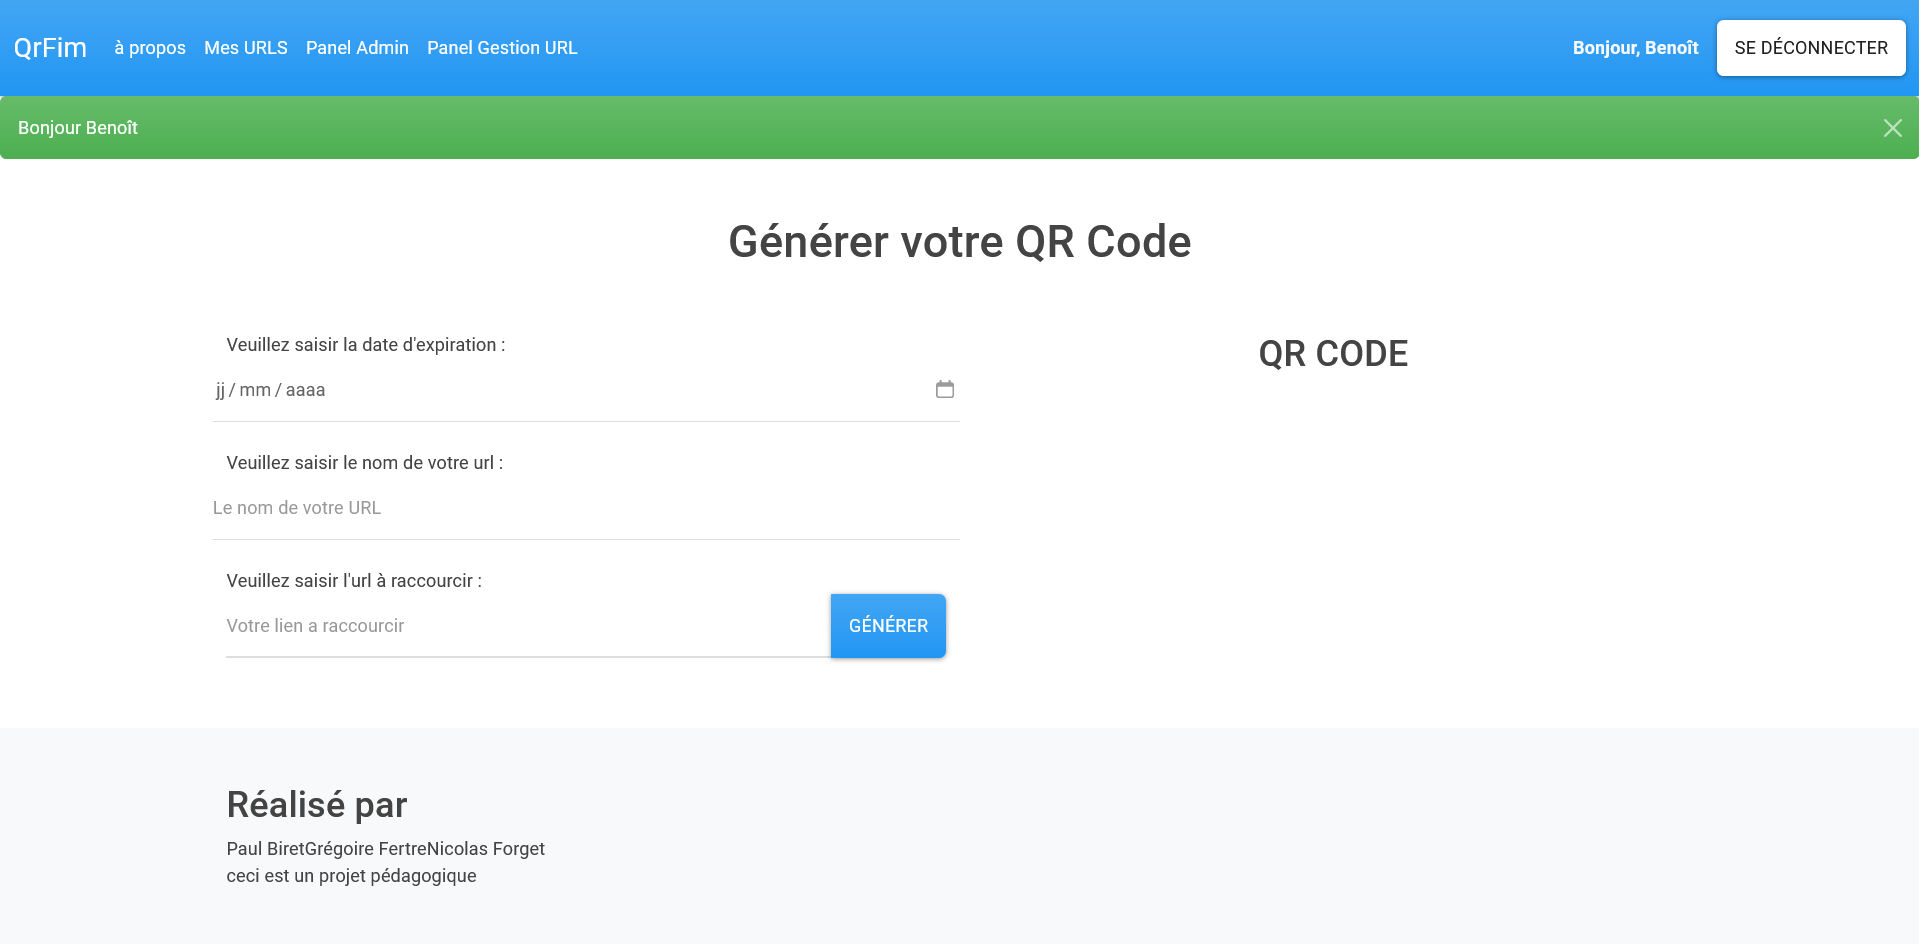 QrFim à propos Mes URLS Panel Admin Panel Gestion URL Bonjour, Benoît SE DÉCONNECTER
Bonjour Benoît
Générer votre QR Code
Veuillez saisir la date d'expiration :
jj / mm / aaaa
Veuillez saisir le nom de votre url :
Le nom de votre URL
Veuillez saisir l'url à raccourcir :
Votre lien a raccourcir GÉNÉRER
QR CODE
Réalisé par
Paul BiretGrégoire FertreNicolas Forget
ceci est un projet pédagogique